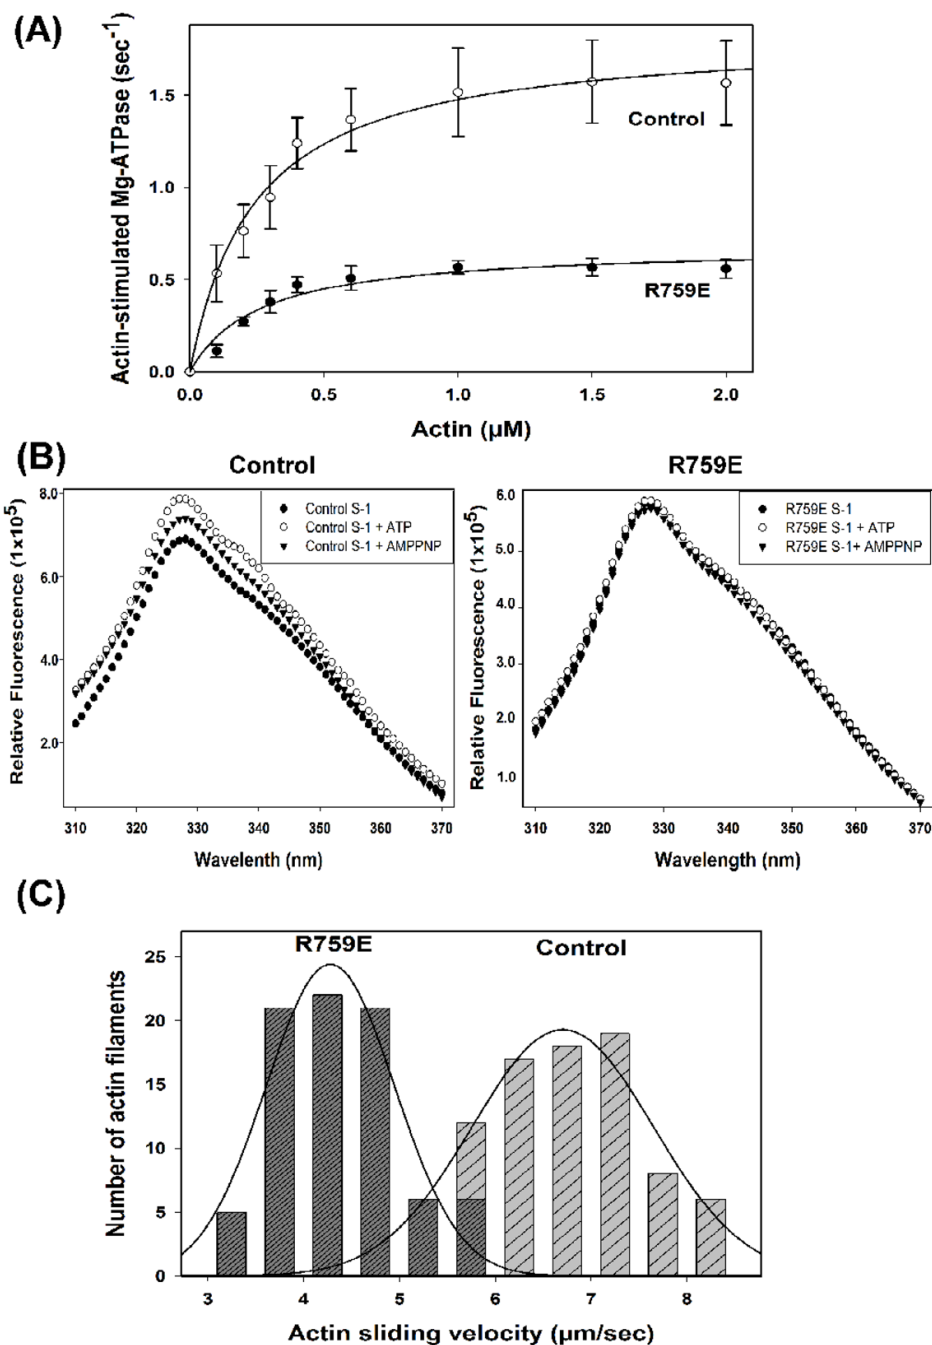 (A)
Actin-stimulated Mg-ATPase (sec⁻¹)
1.5
1.0
0.5
0.0
Control
R759E
0.0 0.5 1.0 1.5 2.0
Actin (µM)
(B)
Control
Relative Fluorescence (1x10⁵)
8.0
6.0
4.0
2.0
Control S-1
Control S-1 + ATP
Control S-1 + AMPPNP
310 320 330 340 350 360 370
Wavelenth (nm)
R759E
Relative Fluorescence (1x10⁵)
6.0
5.0
4.0
3.0
2.0
1.0
R759E S-1
R759E S-1 + ATP
R759E S-1+ AMPPNP
310 320 330 340 350 360 370
Wavelength (nm)
(C)
R759E
Control
Number of actin filaments
25
20
15
10
5
0
3 4 5 6 7 8
Actin sliding velocity (µm/sec)